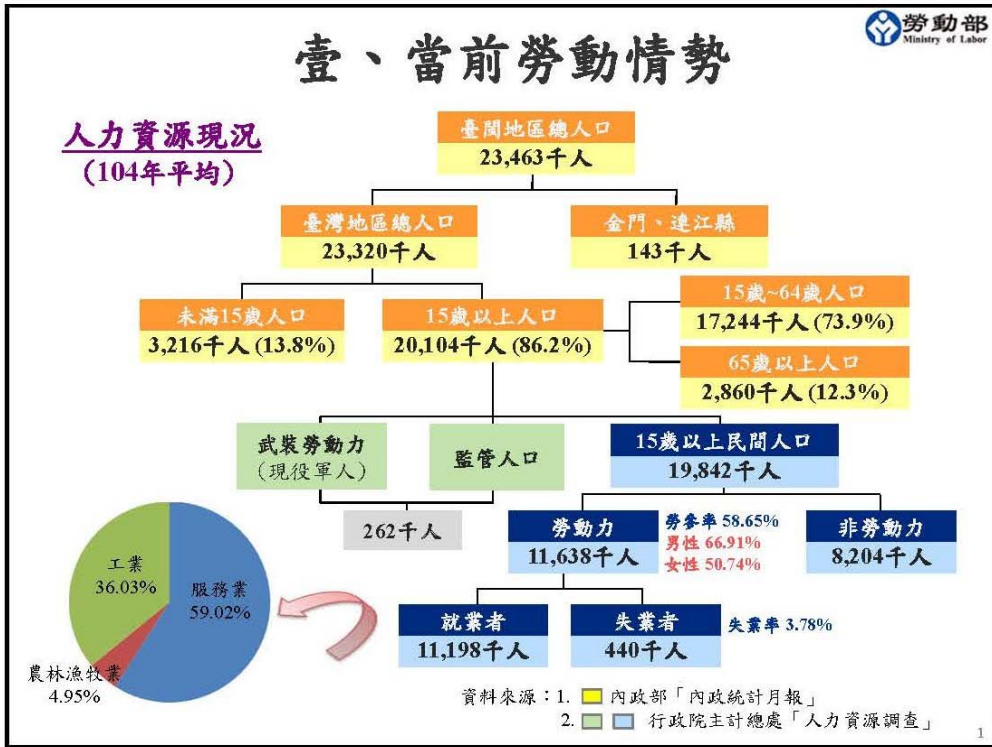 勞動部
Ministry of Labor
壹、當前勞動情勢
人力資源現況
(104年平均)
臺閩地區總人口
23,463千人
臺灣地區總人口
23,320千人
金門、連江縣
143千人
未滿15歲人口
3,216千人(13.8%)
15歲以上人口
20,104千人(86.2%)
15歲~64歲人口
17,244千人(73.9%)
65歲以上人口
2,860千人(12.3%)
武裝勞動力
(現役軍人)
監管人口
262千人
15歲以上民間人口
19,842千人
勞動力
11,638千人
勞參率 58.65%
男性 66.91%
女性 50.74%
非勞動力
8,204千人
就業者
11,198千人
失業者
440千人
失業率 3.78%
工業
36.03%
服務業
59.02%
農林漁牧業
4.95%
資料來源：1. 內政部「內政統計月報」
2. 行政院主計總處「人力資源調查」
1